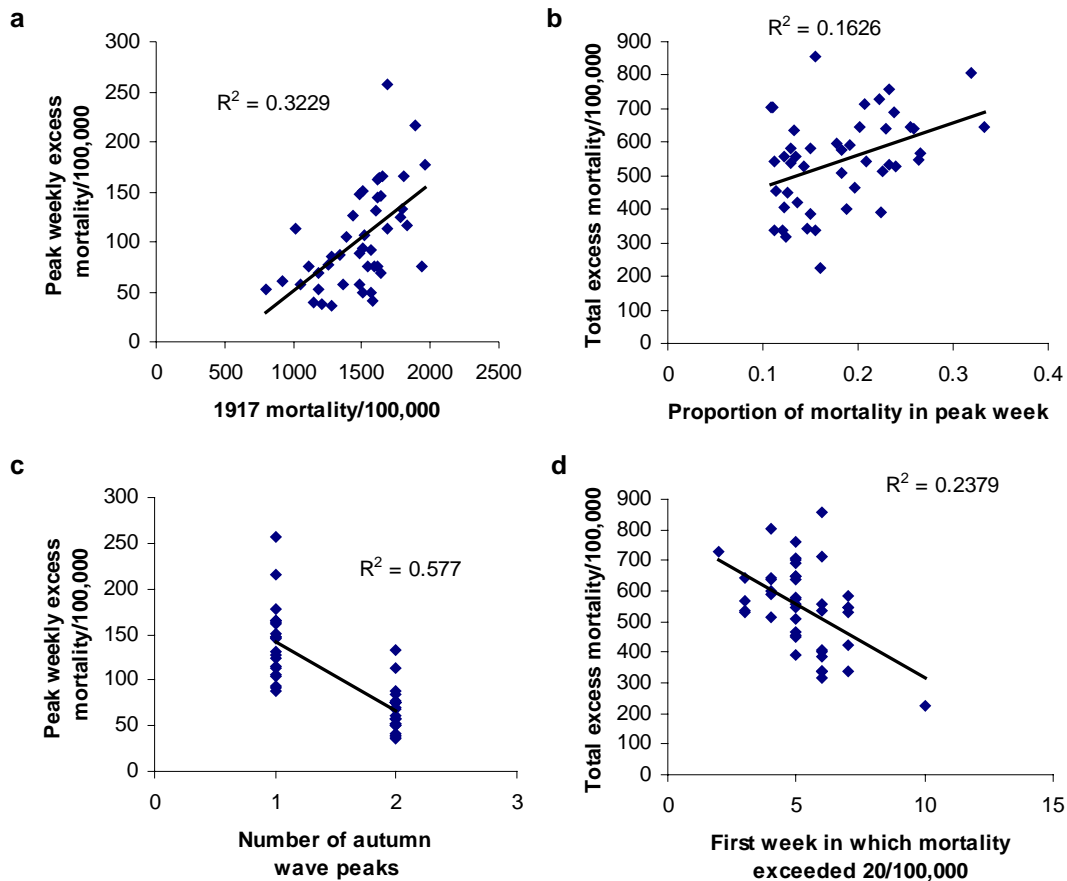 a
R² = 0.3229
Peak weekly excess
mortality/100,000
300
250
200
150
100
50
0
0 500 1000 1500 2000 2500
1917 mortality/100,000
b
R² = 0.1626
Total excess mortality/100,000
900
800
700
600
500
400
300
200
100
0
0 0.1 0.2 0.3 0.4
Proportion of mortality in peak week
c
R² = 0.577
Peak weekly excess
mortality/100,000
300
250
200
150
100
50
0
0 1 2 3
Number of autumn
wave peaks
d
R² = 0.2379
Total excess mortality/100,000
900
800
700
600
500
400
300
200
100
0
0 5 10 15
First week in which mortality
exceeded 20/100,000